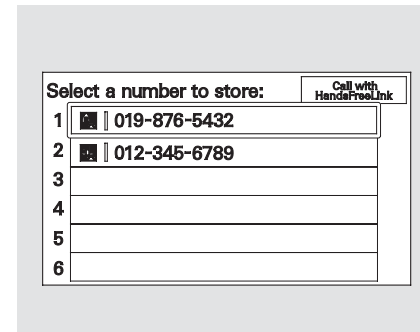 Select a number to store:
Call with
HandsFreeLink
1 019-876-5432
2 012-345-6789
3
4
5
6